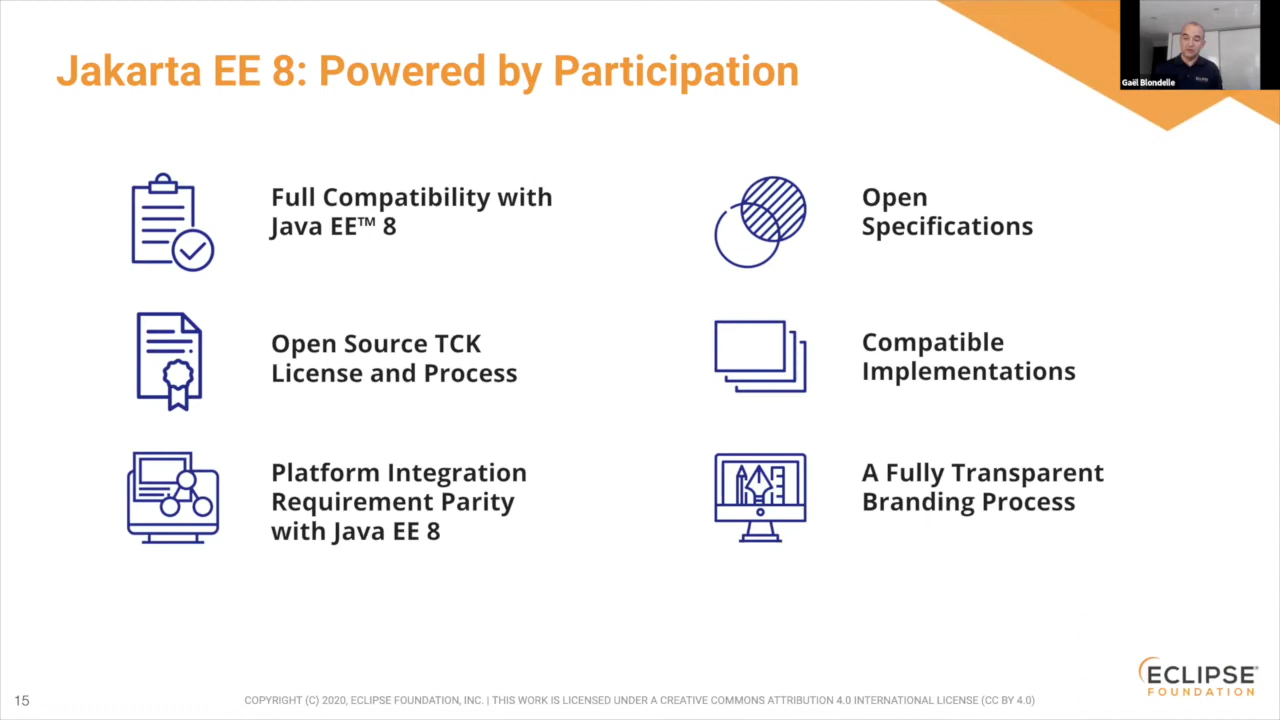 Jakarta EE 8: Powered by Participation
Gaël Blondelle
Full Compatibility with
Java EE™ 8
Open
Specifications
Open Source TCK
License and Process
Compatible
Implementations
Platform Integration
Requirement Parity
with Java EE 8
A Fully Transparent
Branding Process
15
COPYRIGHT (C) 2020, ECLIPSE FOUNDATION, INC. | THIS WORK IS LICENSED UNDER A CREATIVE COMMONS ATTRIBUTION 4.0 INTERNATIONAL LICENSE (CC BY 4.0)
ECLIPSE
FOUNDATION